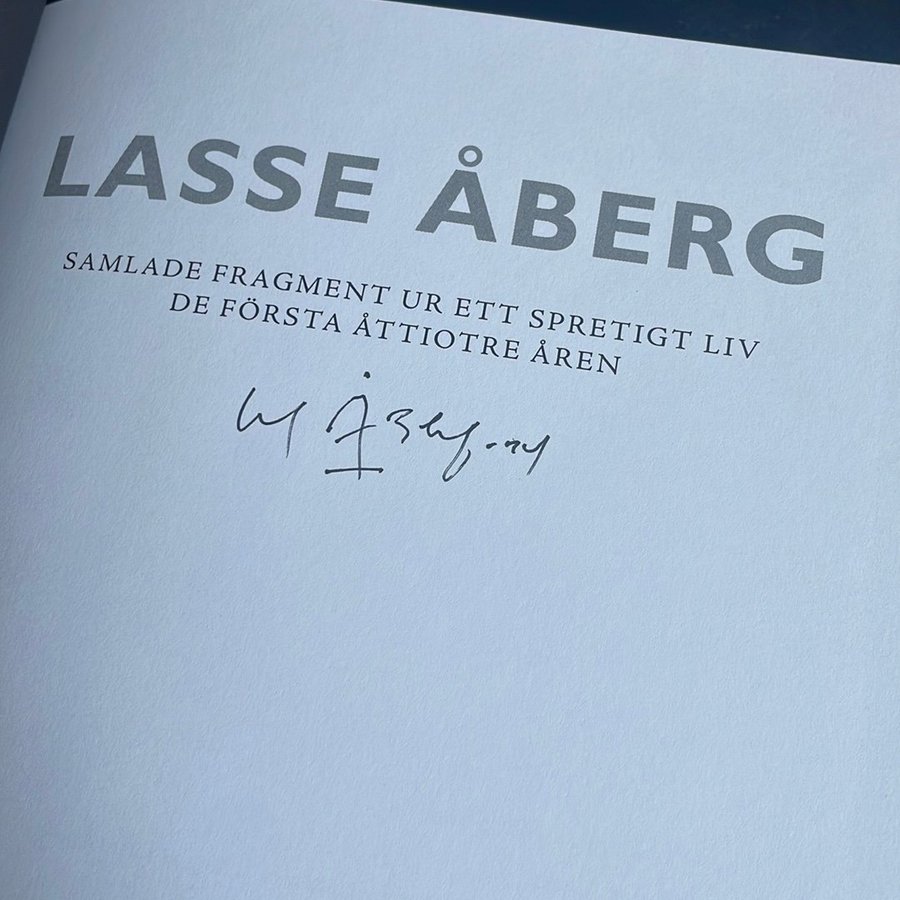 LASSE ÅBERG
SAMLADE FRAGMENT UR ETT SPRETIGT LIV
DE FÖRSTA ÅTTIOTRE ÅREN